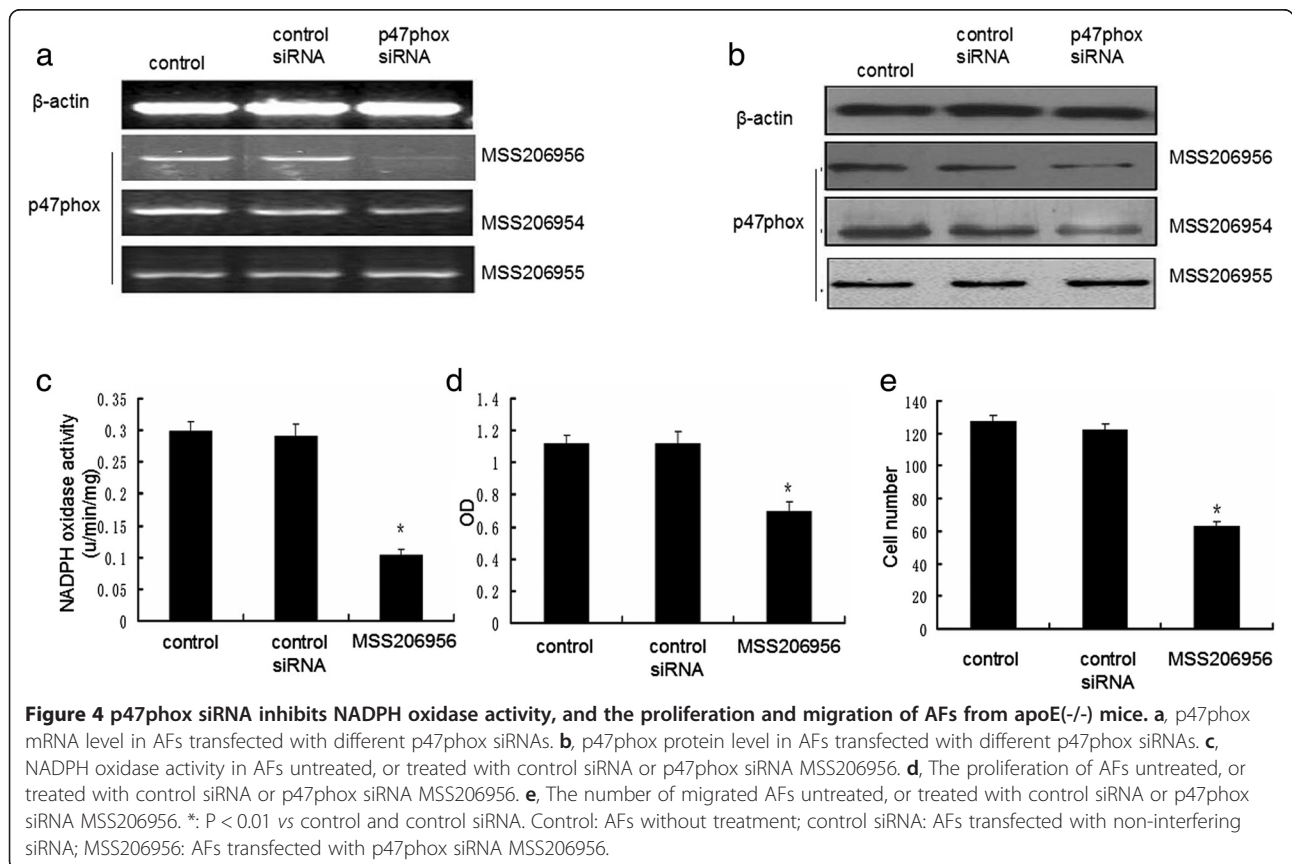 a
control
control
siRNA
p47phox
siRNA
β-actin
MSS206956
p47phox
MSS206954
MSS206955
b
control
control
siRNA
p47phox
siRNA
β-actin
MSS206956
p47phox
MSS206954
MSS206955
c
NADPH oxidase activity
(u/min/mg)
0.35
0.3
0.25
0.2
0.15
0.1
0.05
0
*
control
control
siRNA
MSS206956
d
OD
1.4
1.2
1
0.8
0.6
0.4
0.2
0
*
control
control
siRNA
MSS206956
e
Cell number
140
120
100
80
60
40
20
0
*
control
control
siRNA
MSS206956
Figure 4 p47phox siRNA inhibits NADPH oxidase activity, and the proliferation and migration of AFs from apoE(-/-) mice. a, p47phox
mRNA level in AFs transfected with different p47phox siRNAs. b, p47phox protein level in AFs transfected with different p47phox siRNAs. c,
NADPH oxidase activity in AFs untreated, or treated with control siRNA or p47phox siRNA MSS206956. d, The proliferation of AFs untreated, or
treated with control siRNA or p47phox siRNA MSS206956. e, The number of migrated AFs untreated, or treated with control siRNA or p47phox
siRNA MSS206956. *: P < 0.01 vs control and control siRNA. Control: AFs without treatment; control siRNA: AFs transfected with non-interfering
siRNA; MSS206956: AFs transfected with p47phox siRNA MSS206956.